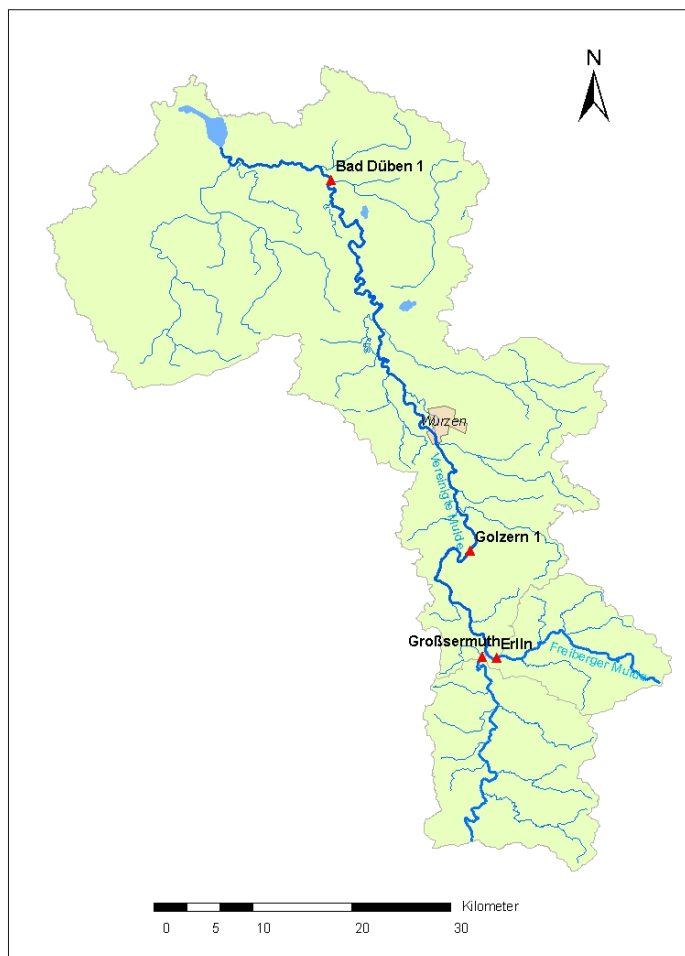 N
Bad Düben 1
Wurzen
Vereinigte Mulde
Golzern 1
Großsermuth
Erlln
Freiberger Mulde
Kilometer
0 5 10 20 30